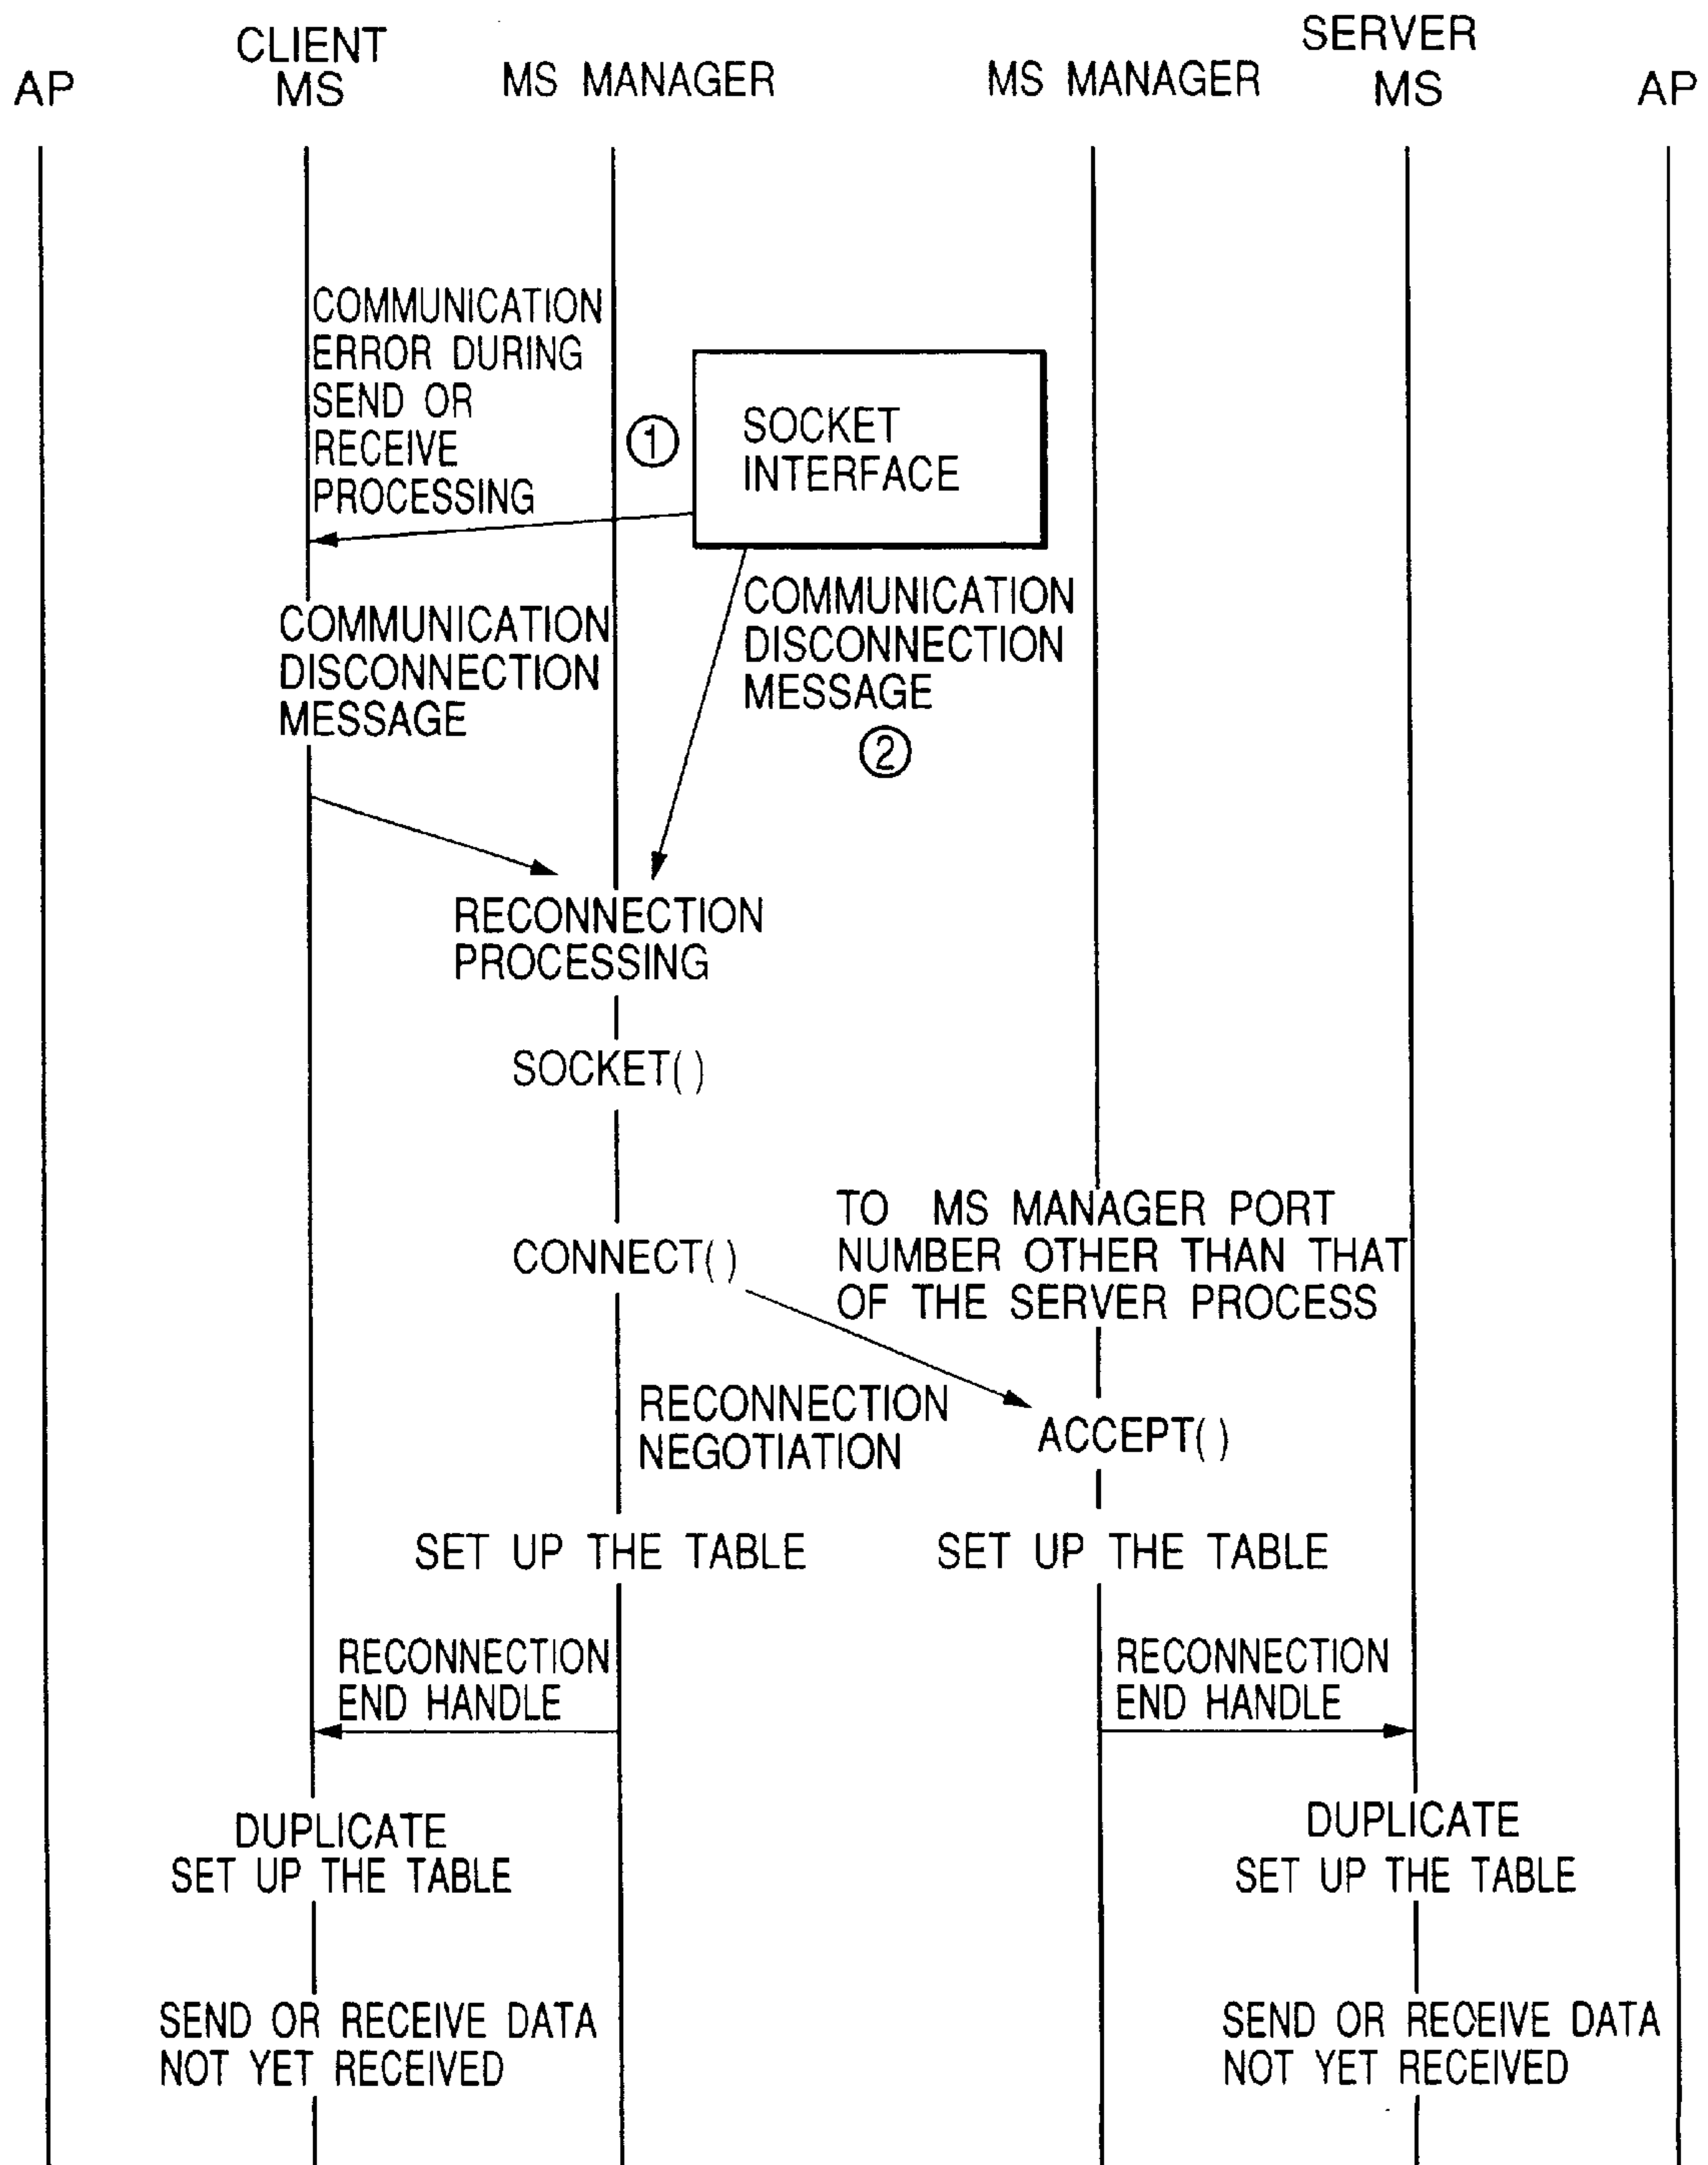 AP
CLIENT
MS
MS MANAGER
MS MANAGER
SERVER
MS
AP
COMMUNICATION
ERROR DURING
SEND OR
RECEIVE
PROCESSING
1
SOCKET
INTERFACE
COMMUNICATION
DISCONNECTION
MESSAGE
COMMUNICATION
DISCONNECTION
MESSAGE
2
RECONNECTION
PROCESSING
SOCKET( )
CONNECT( )
TO MS MANAGER PORT
NUMBER OTHER THAN THAT
OF THE SERVER PROCESS
RECONNECTION
NEGOTIATION
ACCEPT( )
SET UP THE TABLE
SET UP THE TABLE
RECONNECTION
END HANDLE
RECONNECTION
END HANDLE
DUPLICATE
SET UP THE TABLE
DUPLICATE
SET UP THE TABLE
SEND OR RECEIVE DATA
NOT YET RECEIVED
SEND OR RECEIVE DATA
NOT YET RECEIVED